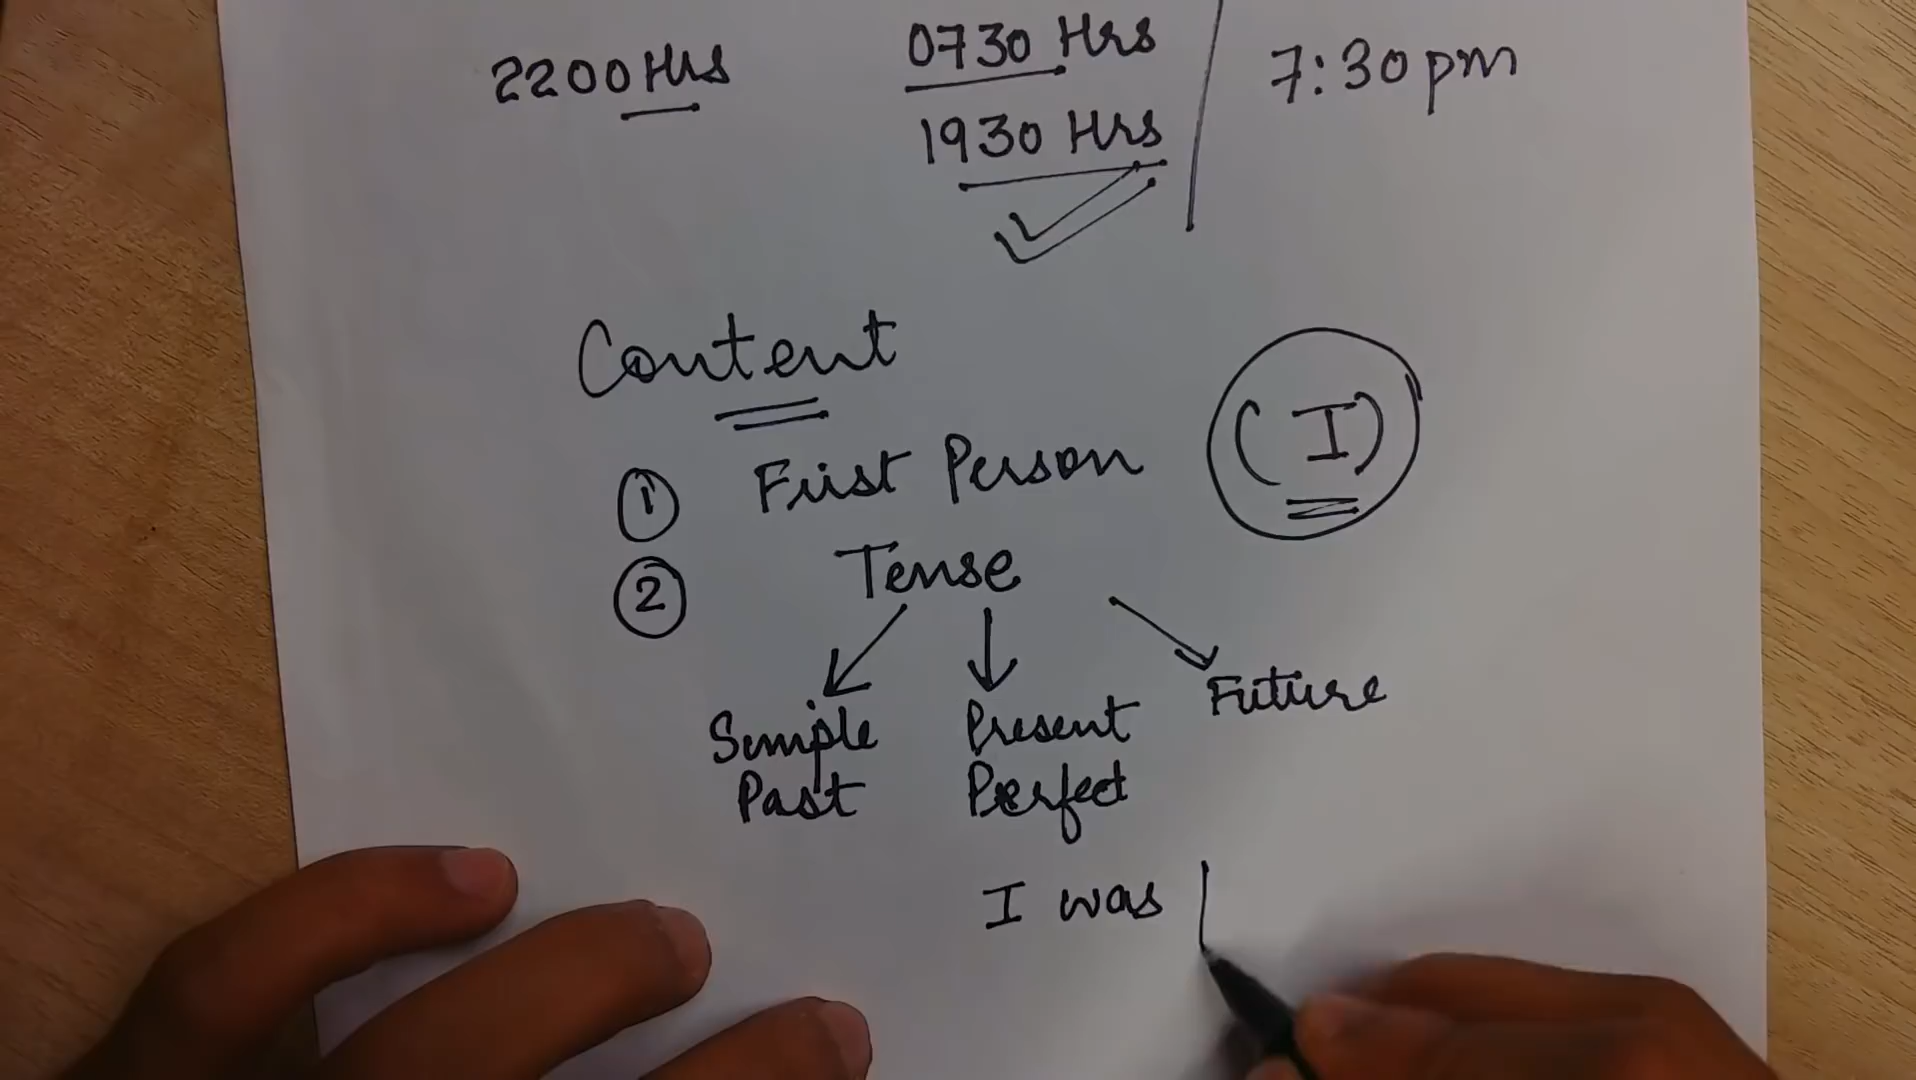 2200 Hrs
0730 Hrs
7:30 pm
1930 Hrs
Content
(I)
1 First Person
2 Tense
Simple Past
Present Perfect
Future
I was